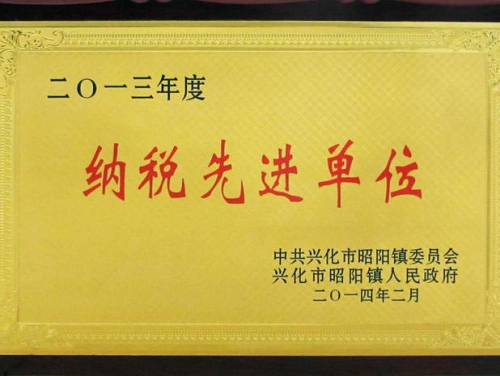 二〇一三年度
纳税先进单位
中共兴化市昭阳镇委员会
兴化市昭阳镇人民政府
二〇一四年二月